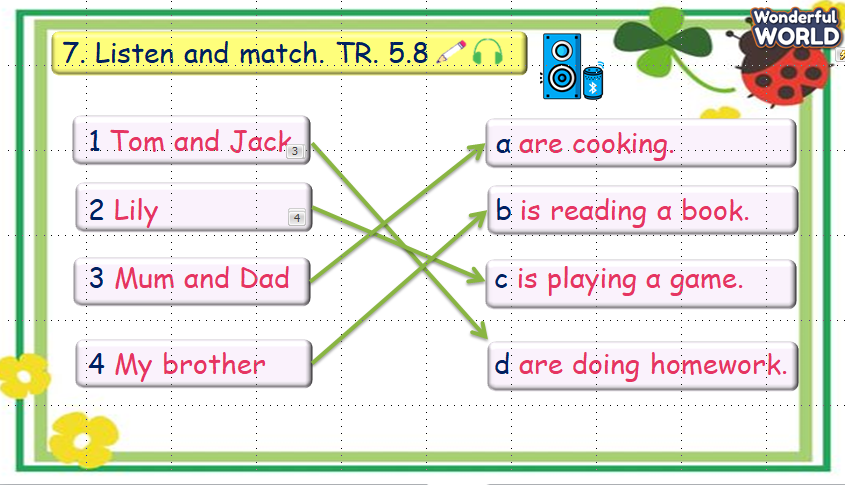 Wonderful
WORLD
7. Listen and match. TR. 5.8
1 Tom and Jack
3
a are cooking.
2 Lily
4
b is reading a book.
3 Mum and Dad
c is playing a game.
4 My brother
d are doing homework.